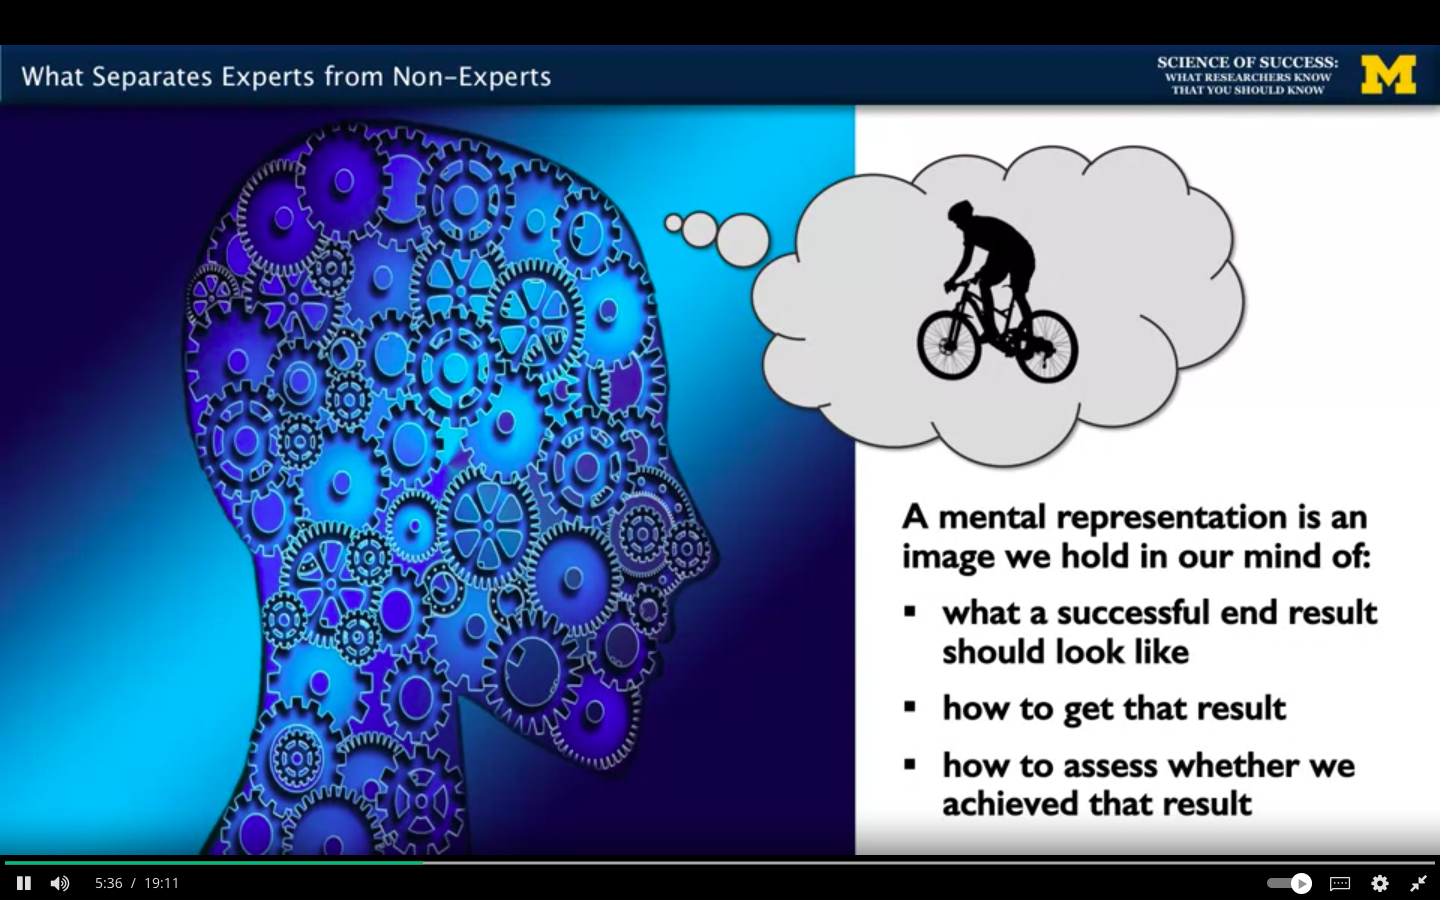 What Separates Experts from Non-Experts
SCIENCE OF SUCCESS:
WHAT RESEARCHERS KNOW
THAT YOU SHOULD KNOW
M
A mental representation is an
image we hold in our mind of:
▪ what a successful end result
should look like
▪ how to get that result
▪ how to assess whether we
achieved that result
5:36 / 19:11